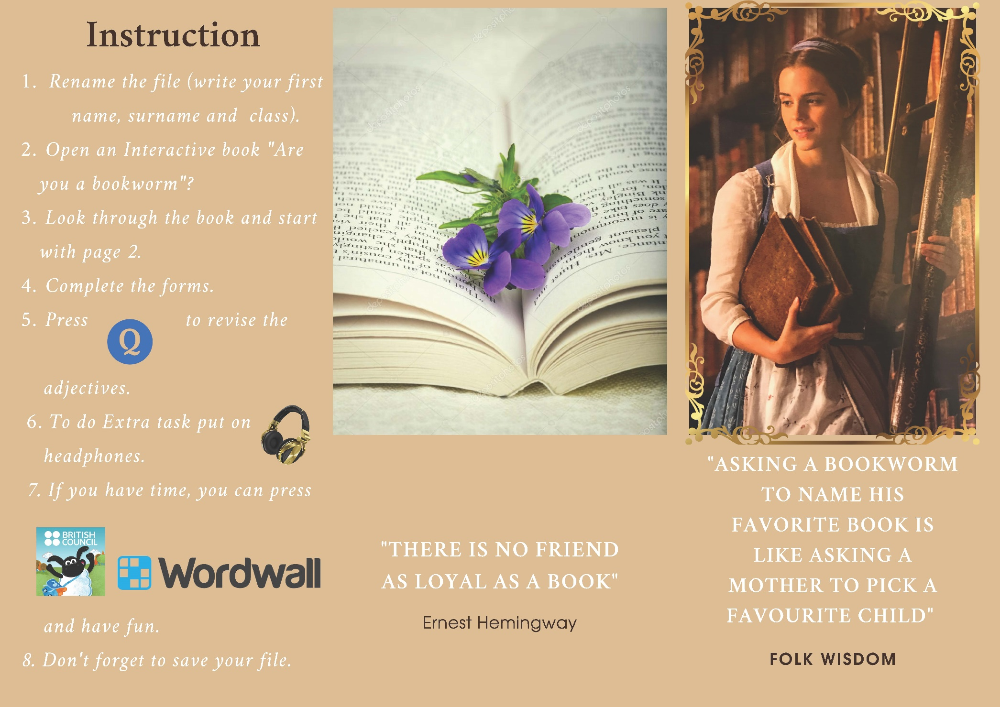 Instruction
1. Rename the file (write your first
name, surname and class).
2. Open an Interactive book "Are
you a bookworm"?
3. Look through the book and start
with page 2.
4. Complete the forms.
5. Press Q to revise the
adjectives.
6. To do Extra task put on
headphones.
7. If you have time, you can press
BRITISH
COUNCIL
Wordwall
and have fun.
8. Don't forget to save your file.
depositphotos
"THERE IS NO FRIEND
AS LOYAL AS A BOOK"
Ernest Hemingway
"ASKING A BOOKWORM
TO NAME HIS
FAVORITE BOOK IS
LIKE ASKING A
MOTHER TO PICK A
FAVOURITE CHILD"
FOLK WISDOM